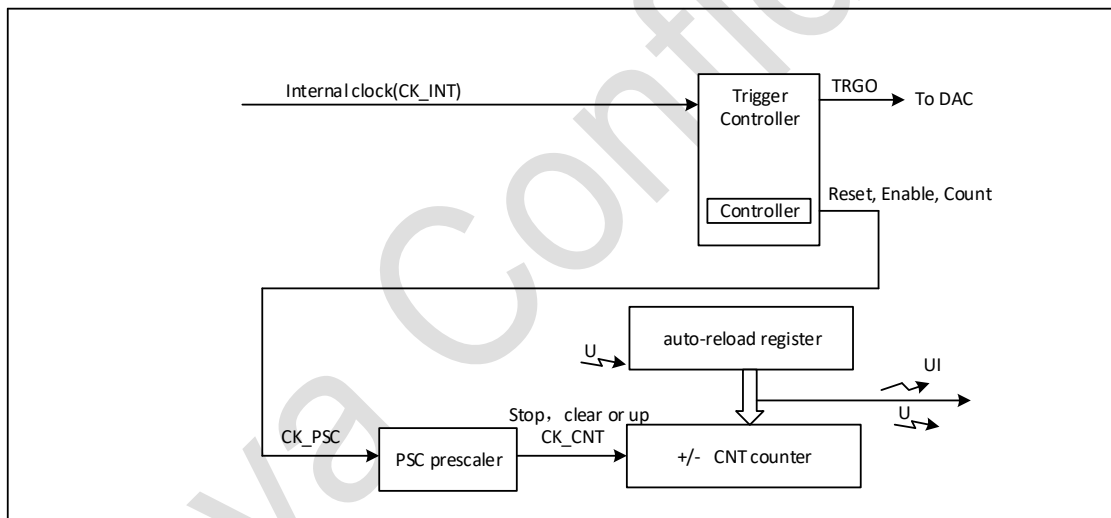 Internal clock(CK_INT)
Trigger
Controller
TRGO
To DAC
Controller
Reset, Enable, Count
auto-reload register
U
UI
U
Stop，clear or up
CK_PSC
CK_CNT
PSC prescaler
+/- CNT counter